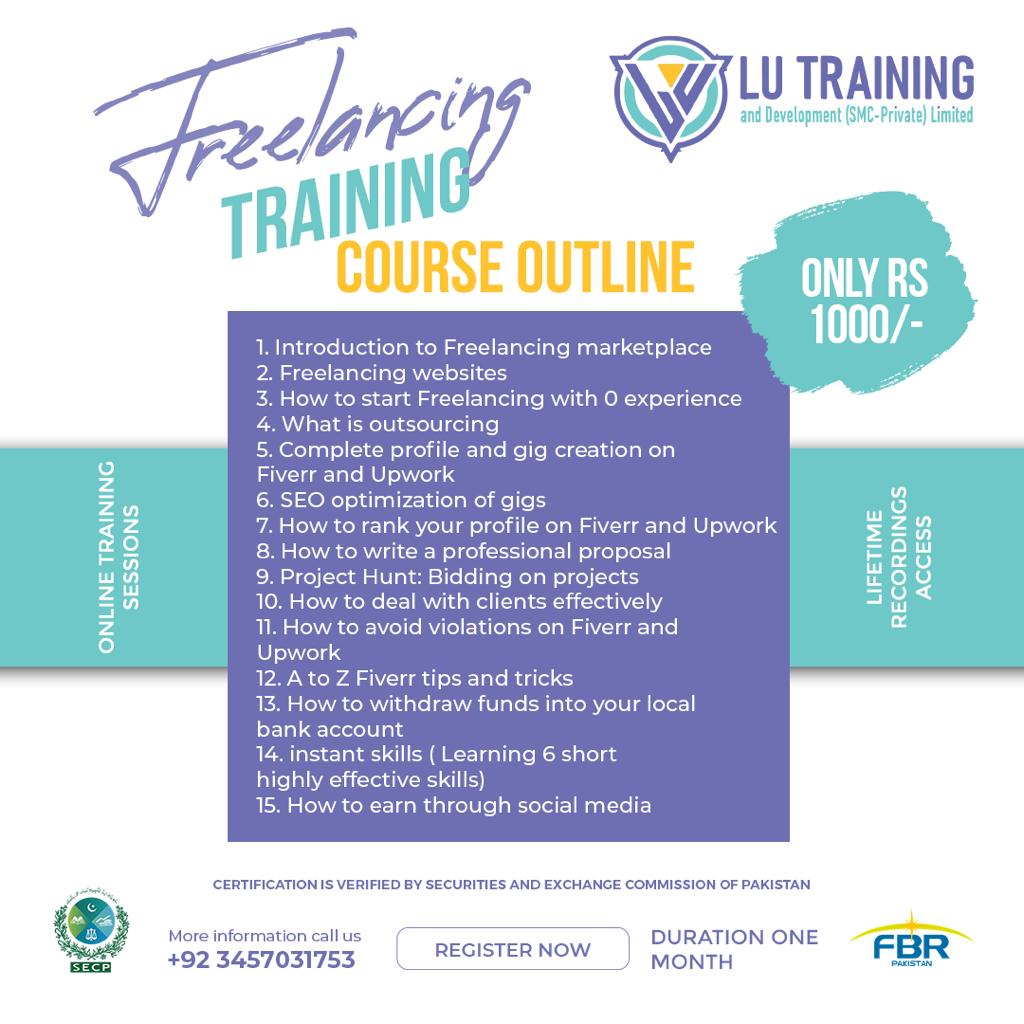 Freelancing
TRAINING
COURSE OUTLINE
LU TRAINING
and Development (SMC-Private) Limited
ONLY RS
1000/-
1. Introduction to Freelancing marketplace
2. Freelancing websites
3. How to start Freelancing with 0 experience
4. What is outsourcing
5. Complete profile and gig creation on
Fiverr and Upwork
6. SEO optimization of gigs
7. How to rank your profile on Fiverr and Upwork
8. How to write a professional proposal
9. Project Hunt: Bidding on projects
10. How to deal with clients effectively
11. How to avoid violations on Fiverr and
Upwork
12. A to Z Fiverr tips and tricks
13. How to withdraw funds into your local
bank account
14. instant skills ( Learning 6 short
highly effective skills)
15. How to earn through social media
ONLINE TRAINING
SESSIONS
LIFETIME
RECORDINGS
ACCESS
CERTIFICATION IS VERIFIED BY SECURITIES AND EXCHANGE COMMISSION OF PAKISTAN
SECP
More information call us
+92 3457031753
REGISTER NOW
DURATION ONE
MONTH
FBR
PAKISTAN